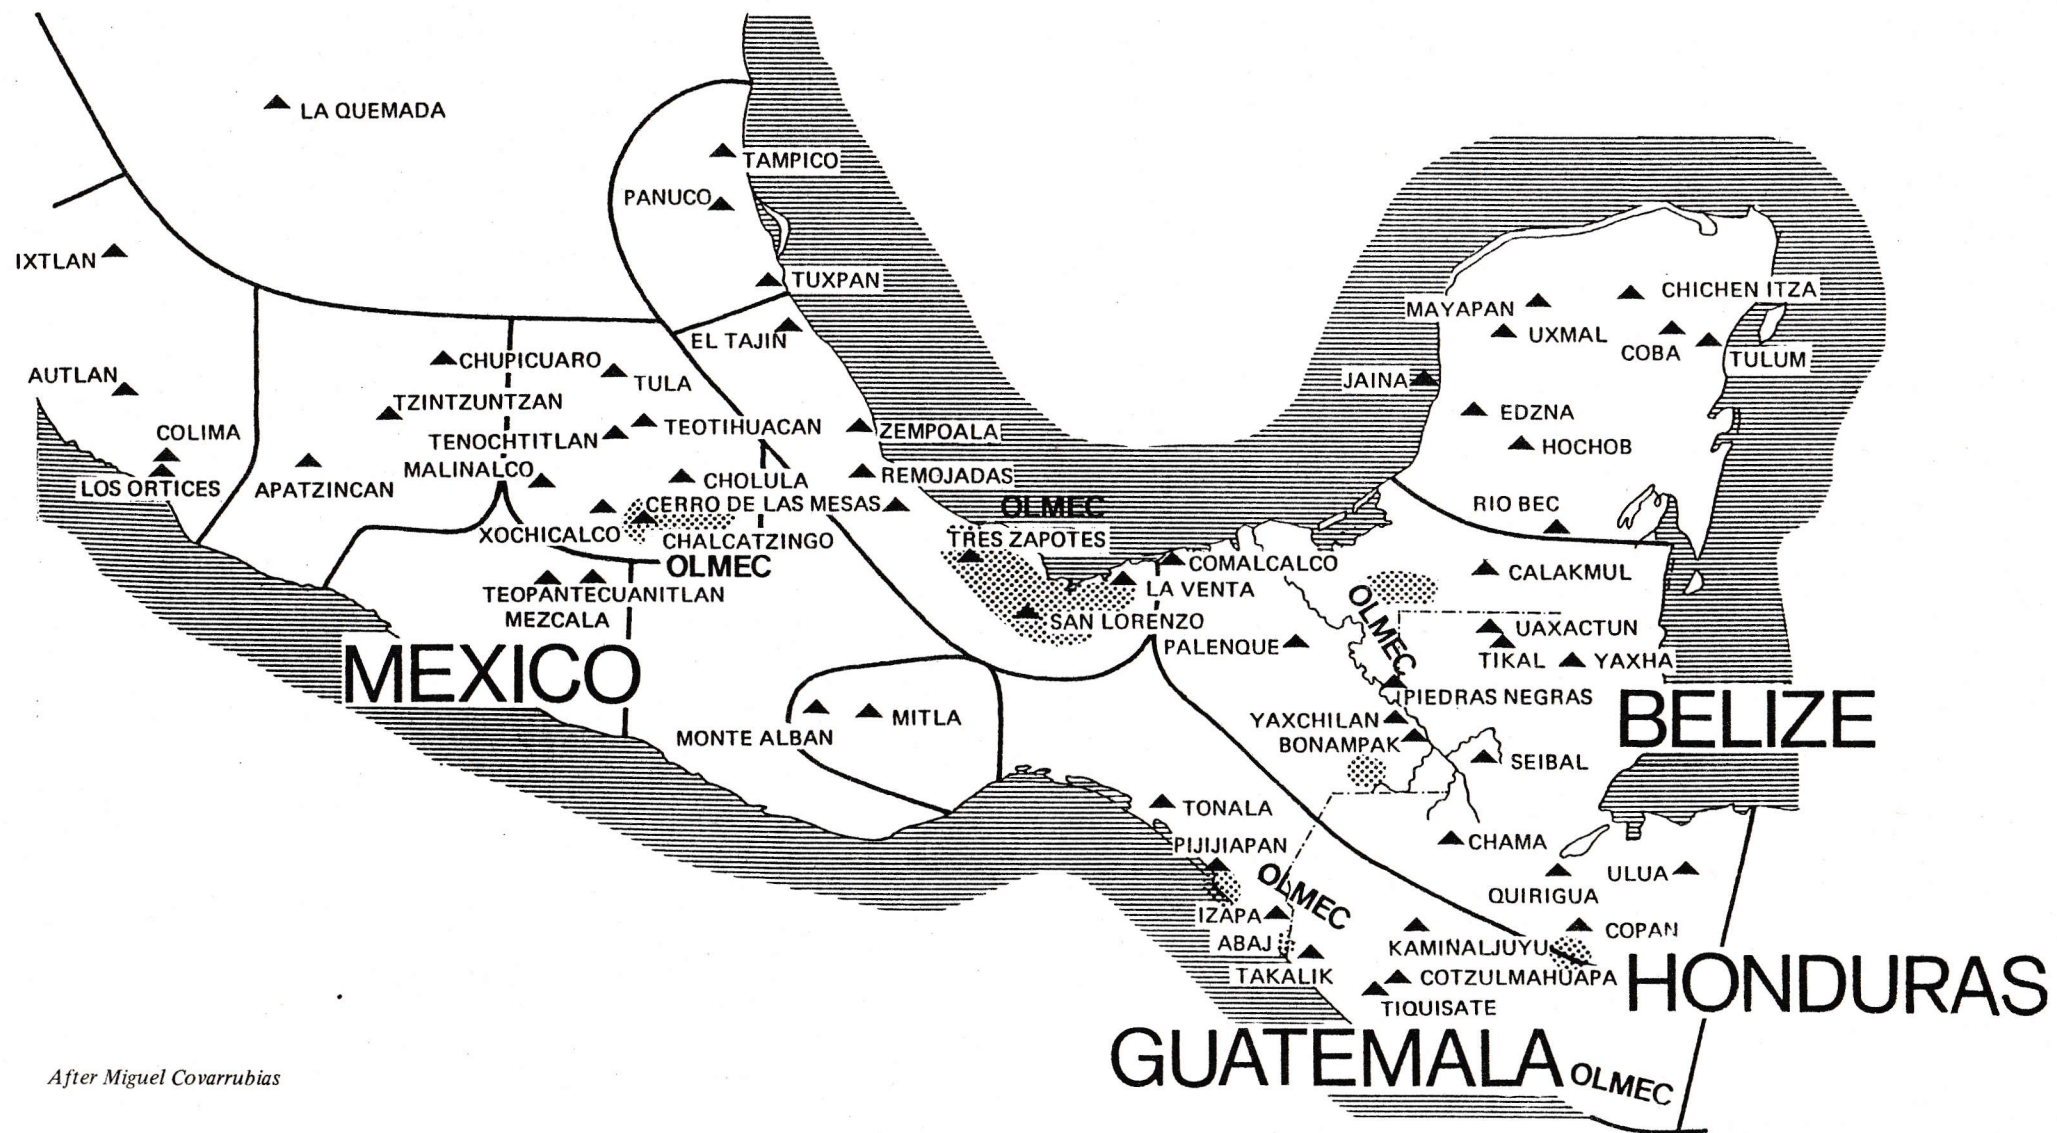 LA QUEMADA
TAMPICO
PANUCO
IXTLAN
TUXPAN
CHICHEN ITZA
MAYAPAN
UXMAL
EL TAJIN
COBA
TULUM
CHUPICUARO
AUTLAN
TULA
JAINA
TZINTZUNTZAN
EDZNA
COLIMA
TENOCHTITLAN
TEOTIHUACAN
ZEMPOALA
HOCHOB
MALINALCO
LOS ORTICES
APATZINCAN
CHOLULA
REMOJADAS
CERRO DE LAS MESAS
OLMEC
RIO BEC
XOCHICALCO
CHALCATZINGO
TRES ZAPOTES
OLMEC
COMALCALCO
CALAKMUL
LA VENTA
TEOPANTECUANITLAN
MEZCALA
SAN LORENZO
OLMEC
UAXACTUN
PALENQUE
TIKAL
YAXHA
MEXICO
PIEDRAS NEGRAS
BELIZE
MITLA
YAXCHILAN
MONTE ALBAN
BONAMPAK
SEIBAL
TONALA
PIJIJIAPAN
CHAMA
ULUA
OLMEC
QUIRIGUA
IZAPA
COPAN
ABAJ
TAKALIK
KAMINALJUYU
COTZULMAHUAPA
HONDURAS
TIQUISATE
GUATEMALA
OLMEC
After Miguel Covarrubias